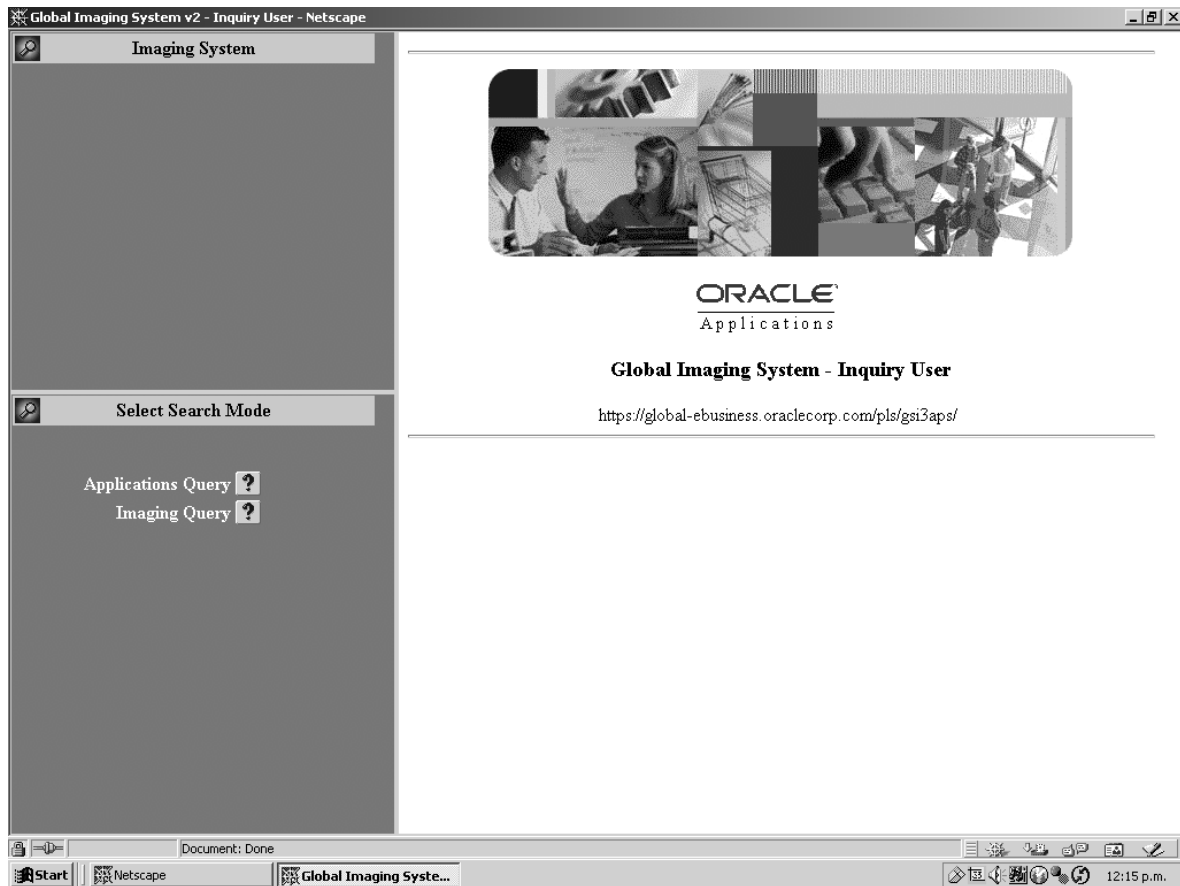 Global Imaging System v2 - Inquiry User - Netscape
Imaging System
ORACLE
Applications
Global Imaging System - Inquiry User
https://global-ebusiness.oraclecorp.com/pls/gsi3aps/
Select Search Mode
Applications Query ?
Imaging Query ?
Document: Done
Start
Netscape
Global Imaging Syste...
12:15 p.m.